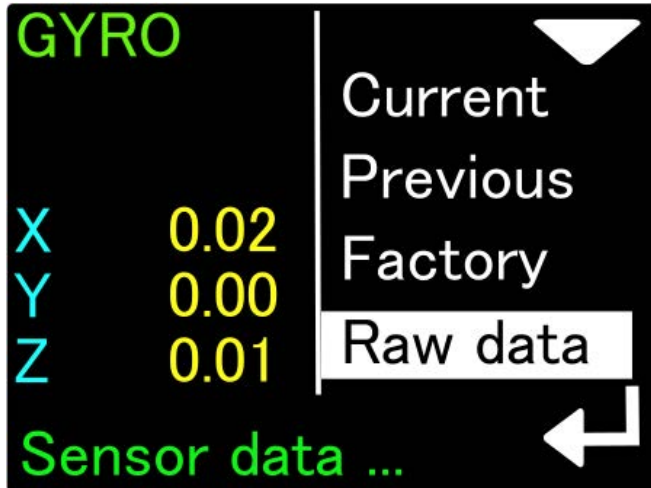 GYRO
X 0.02
Y 0.00
Z 0.01
Current
Previous
Factory
Raw data
Sensor data ...